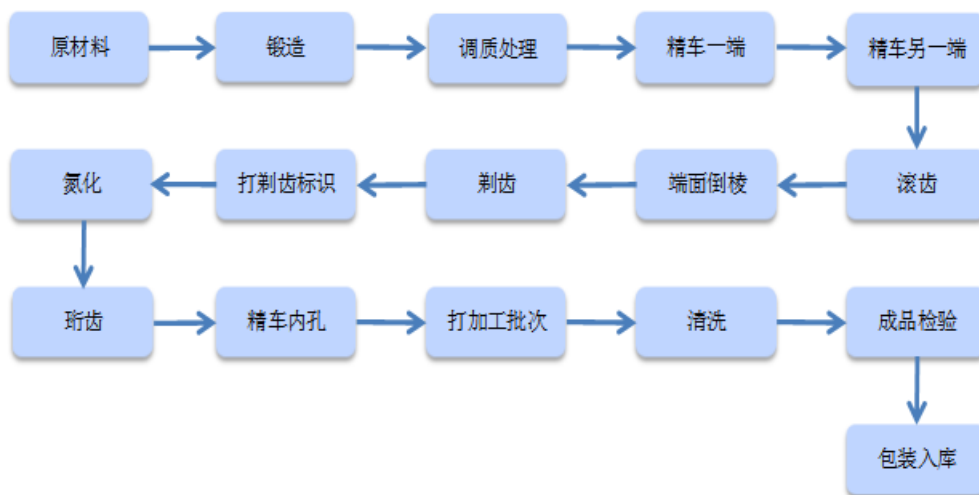 原材料
锻造
调质处理
精车一端
精车另一端
滚齿
端面倒棱
剃齿
打剃齿标识
氮化
珩齿
精车内孔
打加工批次
清洗
成品检验
包装入库